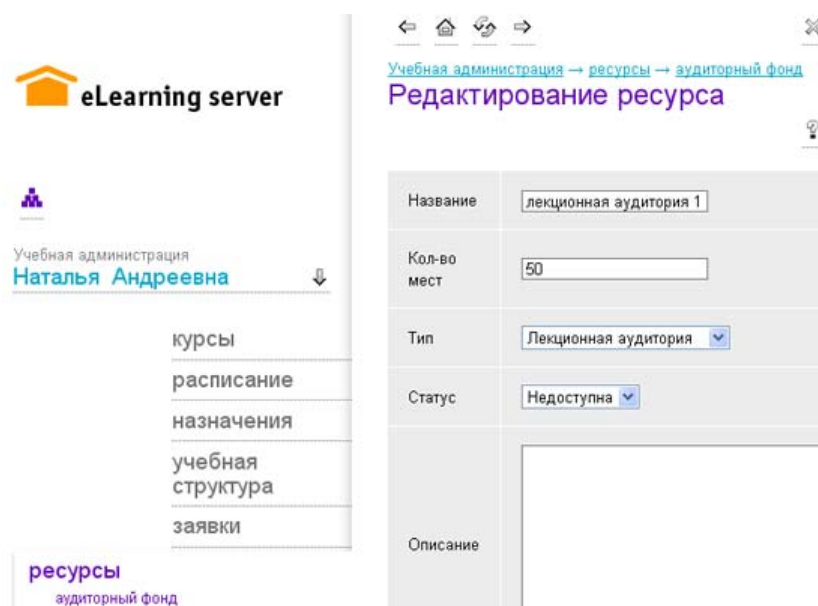 eLearning server
Учебная администрация
Наталья Андреевна
курсы
расписание
назначения
учебная
структура
заявки
ресурсы
аудиторный фонд
Учебная администрация → ресурсы → аудиторный фонд
Редактирование ресурса
Название
лекционная аудитория 1
Кол-во
мест
50
Тип
Лекционная аудитория
Статус
Недоступна
Описание